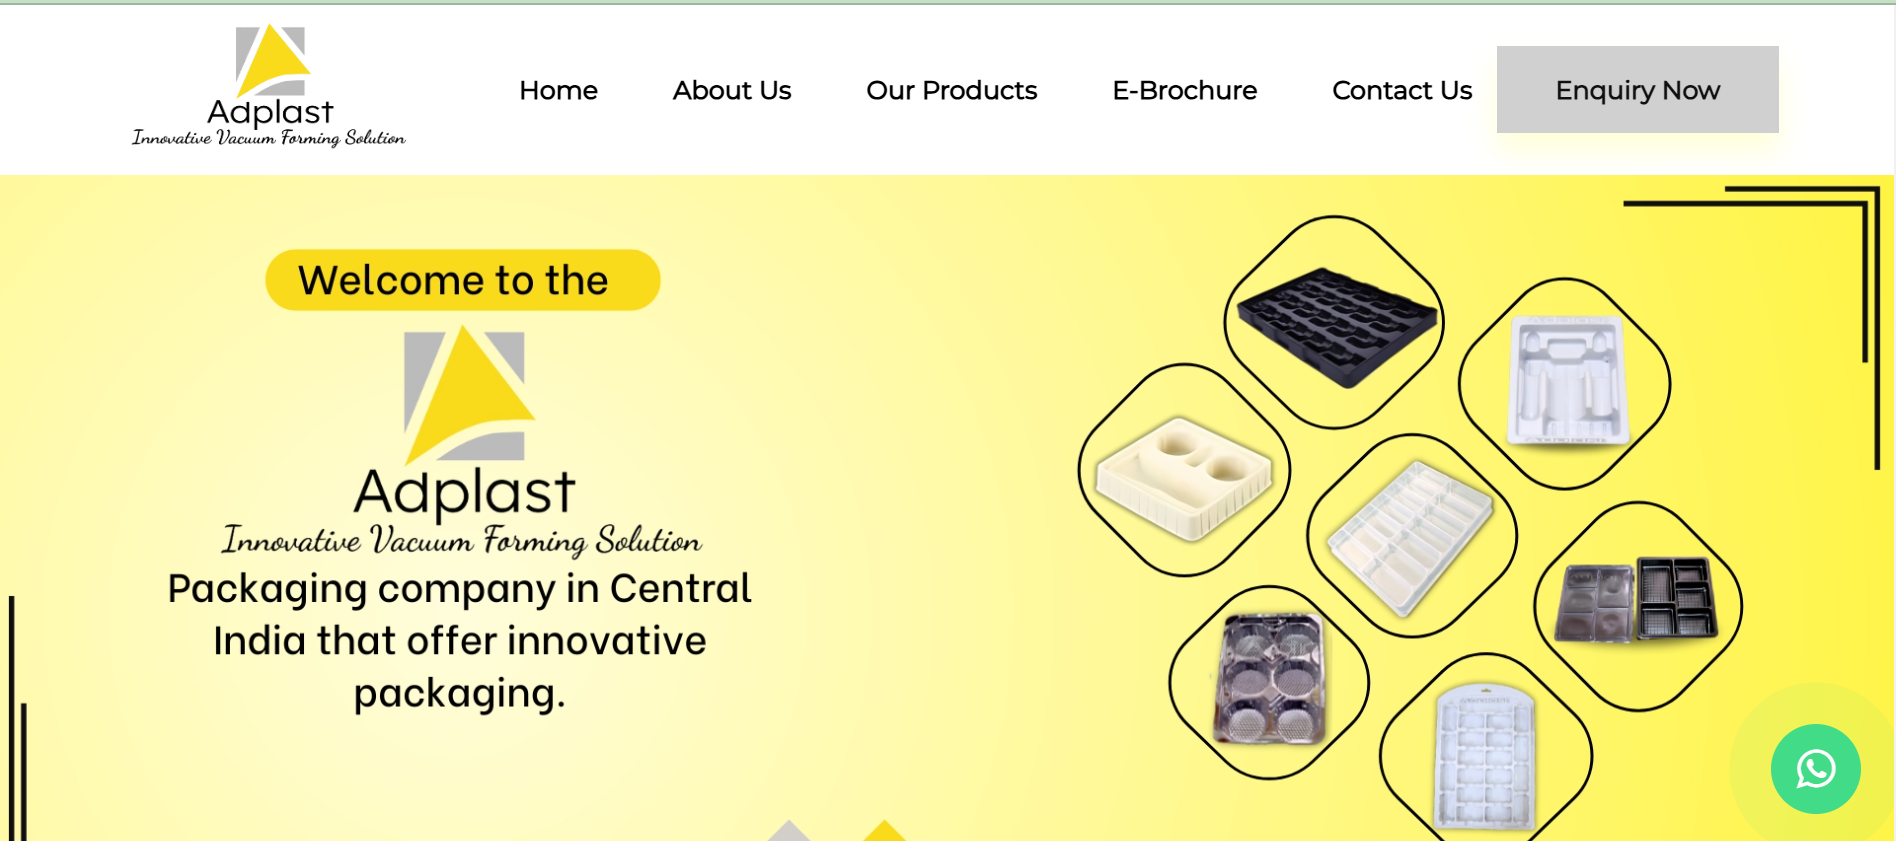 Adplast
Innovative Vacuum Forming Solution
Home
About Us
Our Products
E-Brochure
Contact Us
Enquiry Now
Welcome to the
Adplast
Innovative Vacuum Forming Solution
Packaging company in Central
India that offer innovative
packaging.